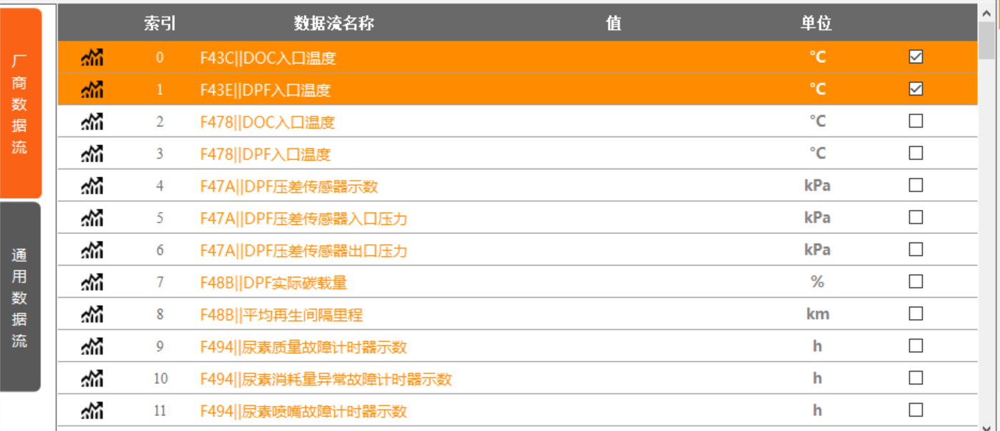 厂商数据流
通用数据流
索引 数据流名称 值 单位
0 F43C||DOC入口温度 °C
1 F43E||DPF入口温度 °C
2 F478||DOC入口温度 °C
3 F478||DPF入口温度 °C
4 F47A||DPF压差传感器示数 kPa
5 F47A||DPF压差传感器入口压力 kPa
6 F47A||DPF压差传感器出口压力 kPa
7 F48B||DPF实际碳载量 %
8 F48B||平均再生间隔里程 km
9 F494||尿素质量故障计时器示数 h
10 F494||尿素消耗量异常故障计时器示数 h
11 F494||尿素喷嘴故障计时器示数 h